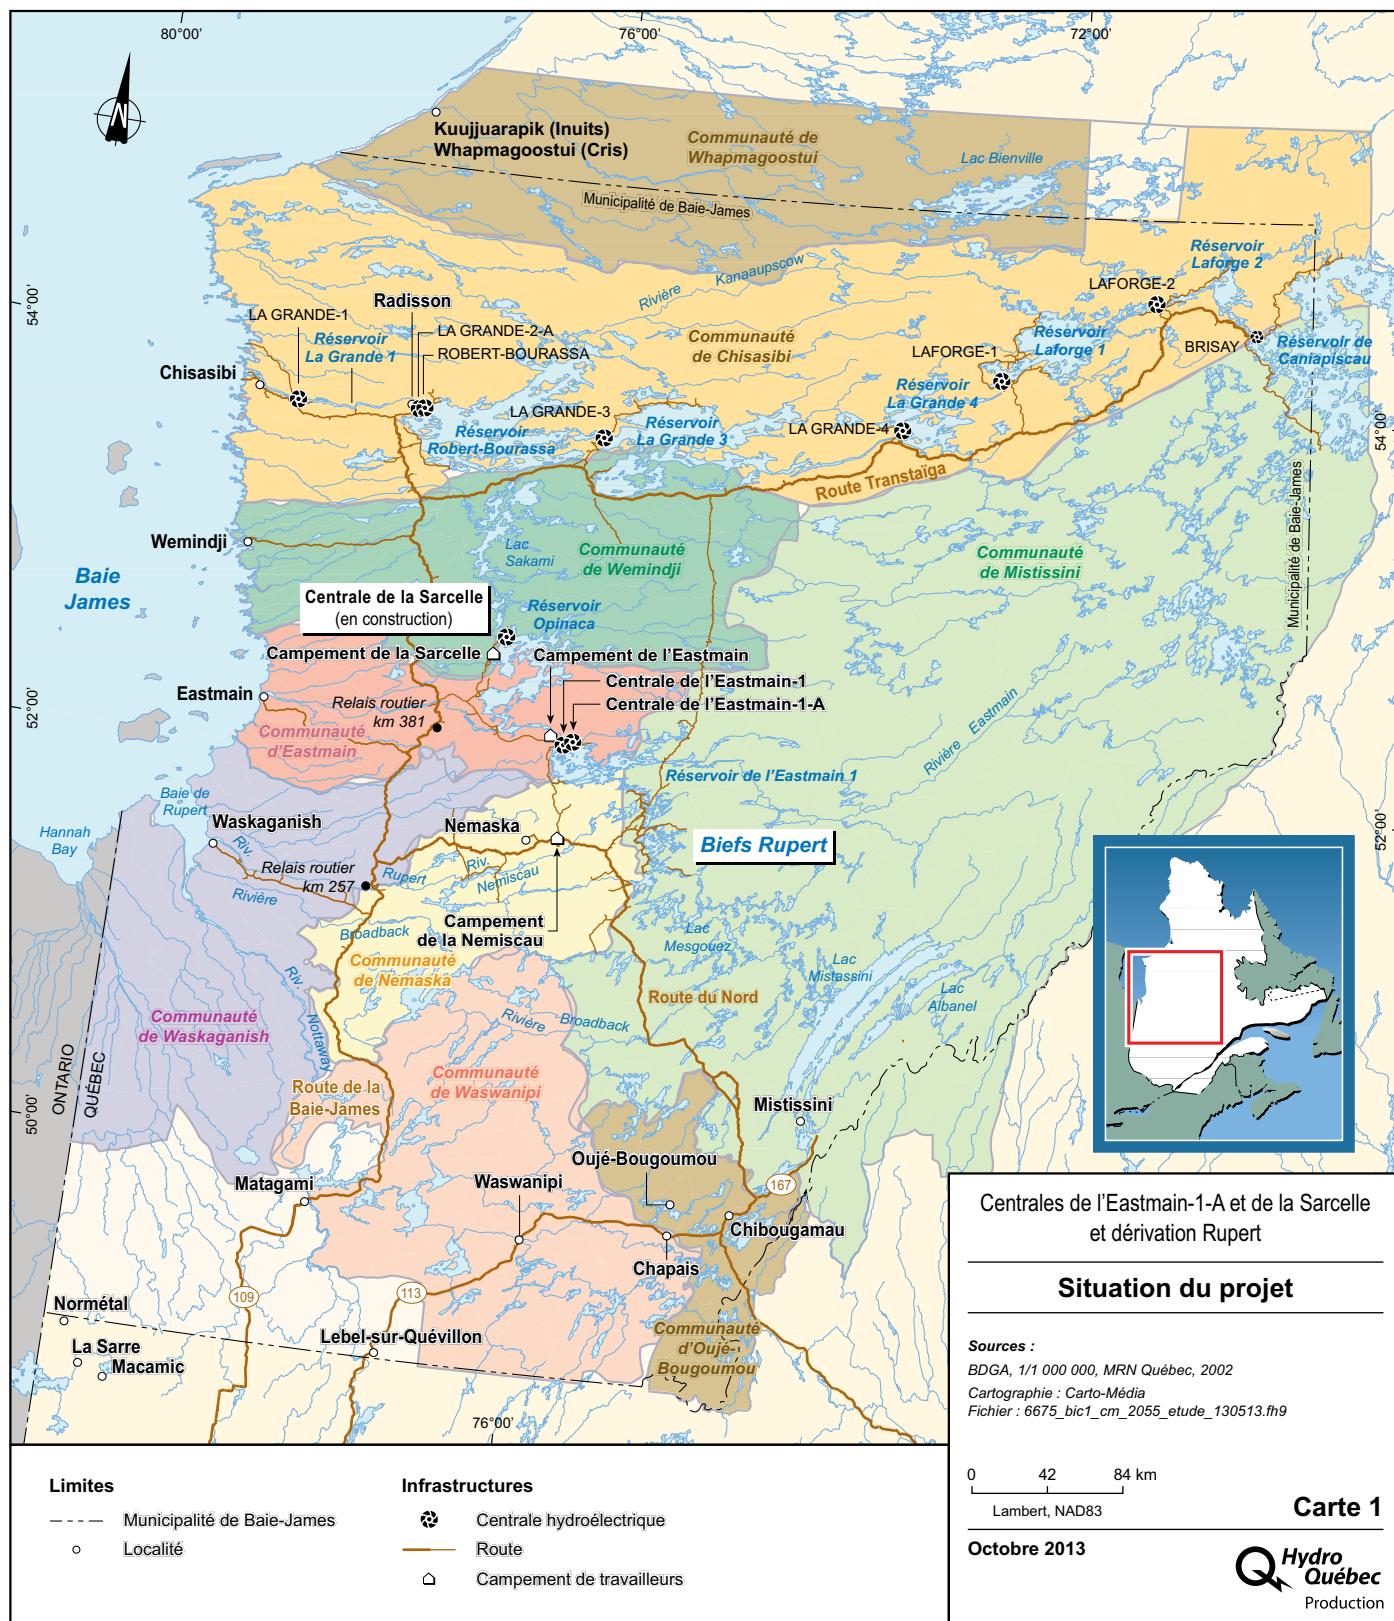 80°00'
76°00'
72°00'
N
Kuujjuarapik (Inuits)
Whapmagoostui (Cris)
Communauté de
Whapmagoostui
Lac Bienville
Municipalité de Baie-James
Réservoir
Laforge 2
Rivière Kanaaupscow
LAFORGE-2
54°00'
Radisson
LA GRANDE-1
LA GRANDE-2-A
Réservoir
La Grande 1
ROBERT-BOURASSA
Communauté
de Chisasibi
LAFORGE-1
Réservoir
Laforge 1
BRISAY
Réservoir de
Caniapiscau
Chisasibi
Réservoir
La Grande 4
LA GRANDE-3
Réservoir
La Grande 3
LA GRANDE-4
Réservoir
Robert-Bourassa
54°00'
Route Transtaïga
Municipalité de Baie-James
Wemindji
Lac
Sakami
Communauté
de Wemindji
Communauté
de Mistissini
Baie
James
Centrale de la Sarcelle
(en construction)
Réservoir
Opinaca
Campement de la Sarcelle
Campement de l'Eastmain
Centrale de l'Eastmain-1
Centrale de l'Eastmain-1-A
Eastmain
52°00'
Relais routier
km 381
Communauté
d'Eastmain
Rivière Eastmain
Réservoir de l'Eastmain 1
Baie de
Rupert
Hannah
Bay
Waskaganish
Nemaska
Biefs Rupert
52°00'
Riv.
Relais routier
km 257
Rupert
Riv.
Nemiscau
Rivière
Campement
de la Nemiscau
Broadback
Lac
Mesgouez
Communauté
de Nemaska
Lac
Mistassini
Lac
Albanel
Riv.
Nottaway
Route du Nord
Communauté
de Waskaganish
Rivière Broadback
ONTARIO
QUÉBEC
Communauté
de Waswanipi
Route de la
Baie-James
50°00'
Mistissini
Oujé-Bougoumou
Matagami
Waswanipi
167
Chibougamau
Chapais
109
113
Normétal
Lebel-sur-Quévillon
La Sarre
Macamic
Communauté
d'Oujé-
Bougoumou
76°00'
Centrales de l'Eastmain-1-A et de la Sarcelle
et dérivation Rupert
Situation du projet
Sources :
BDGA, 1/1 000 000, MRN Québec, 2002
Cartographie : Carto-Média
Fichier : 6675_bic1_cm_2055_etude_130513.fh9
0 42 84 km
Lambert, NAD83
Carte 1
Octobre 2013
Hydro
Québec
Production
Limites
Municipalité de Baie-James
Localité
Infrastructures
Centrale hydroélectrique
Route
Campement de travailleurs